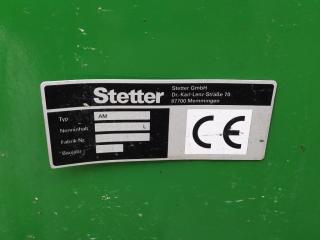 Stetter
Stetter GmbH
Dr.-Karl-Lenz-Straße 70
87700 Memmingen
Typ AM
Nenninhalt L
Fabrik-Nr.
Baujahr
CE